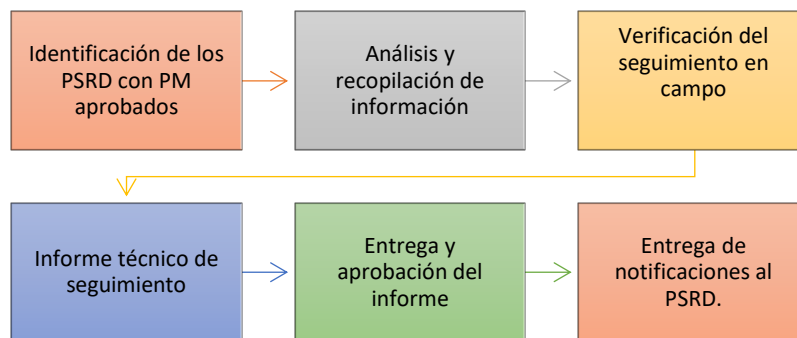 Identificación de los
PSRD con PM
aprobados
Análisis y
recopilación de
información
Verificación del
seguimiento en
campo
Informe técnico de
seguimiento
Entrega y
aprobación del
informe
Entrega de
notificaciones al
PSRD.